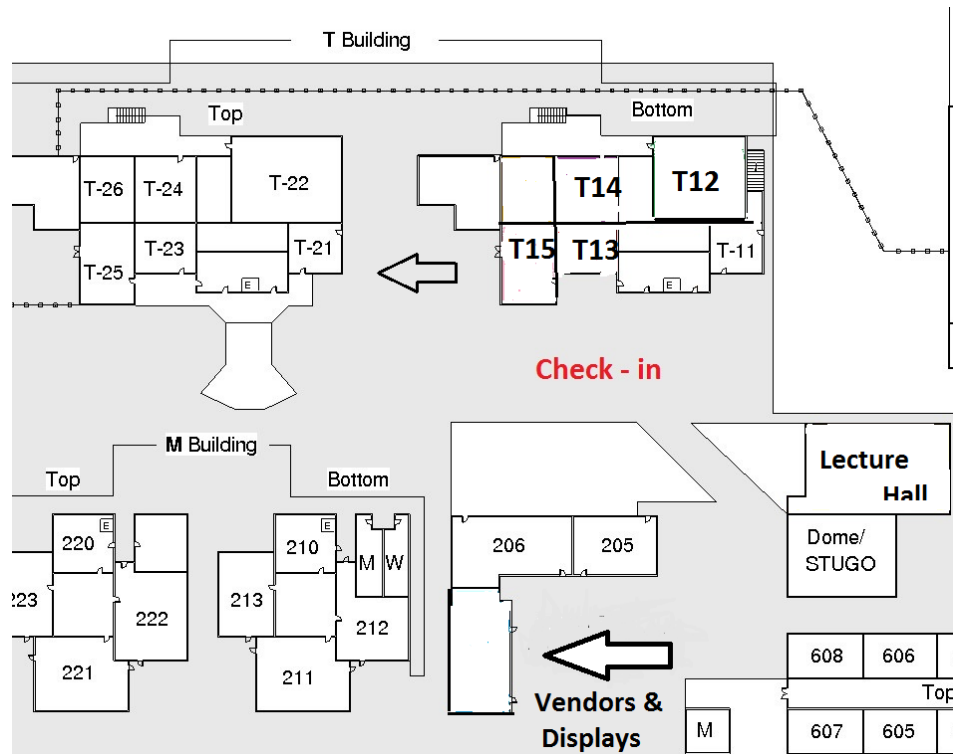 T Building
Top
Bottom
T-26
T-24
T-22
T14
T12
T-25
T-23
T-21
T15
T13
T-11
E
E
Check - in
M Building
Top
Bottom
Lecture
Hall
220
E
210
E
M
W
206
205
Dome/
STUGO
223
222
213
212
221
211
608
606
Vendors &
Displays
Top
M
607
605